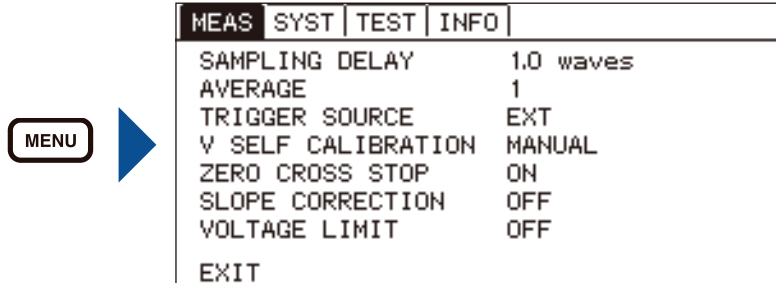 MEAS SYST TEST INFO
SAMPLING DELAY 1.0 waves
AVERAGE 1
TRIGGER SOURCE EXT
MENU V SELF CALIBRATION MANUAL
ZERO CROSS STOP ON
SLOPE CORRECTION OFF
VOLTAGE LIMIT OFF
EXIT